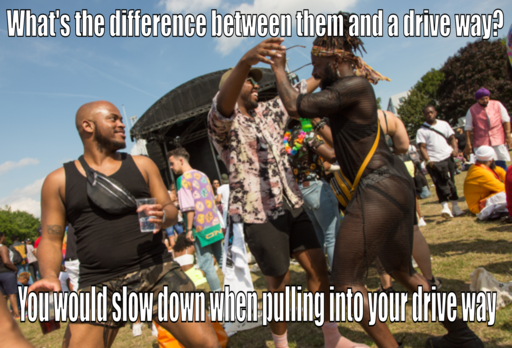 What's the difference between them and a drive way?
You would slow down when pulling into your drive way